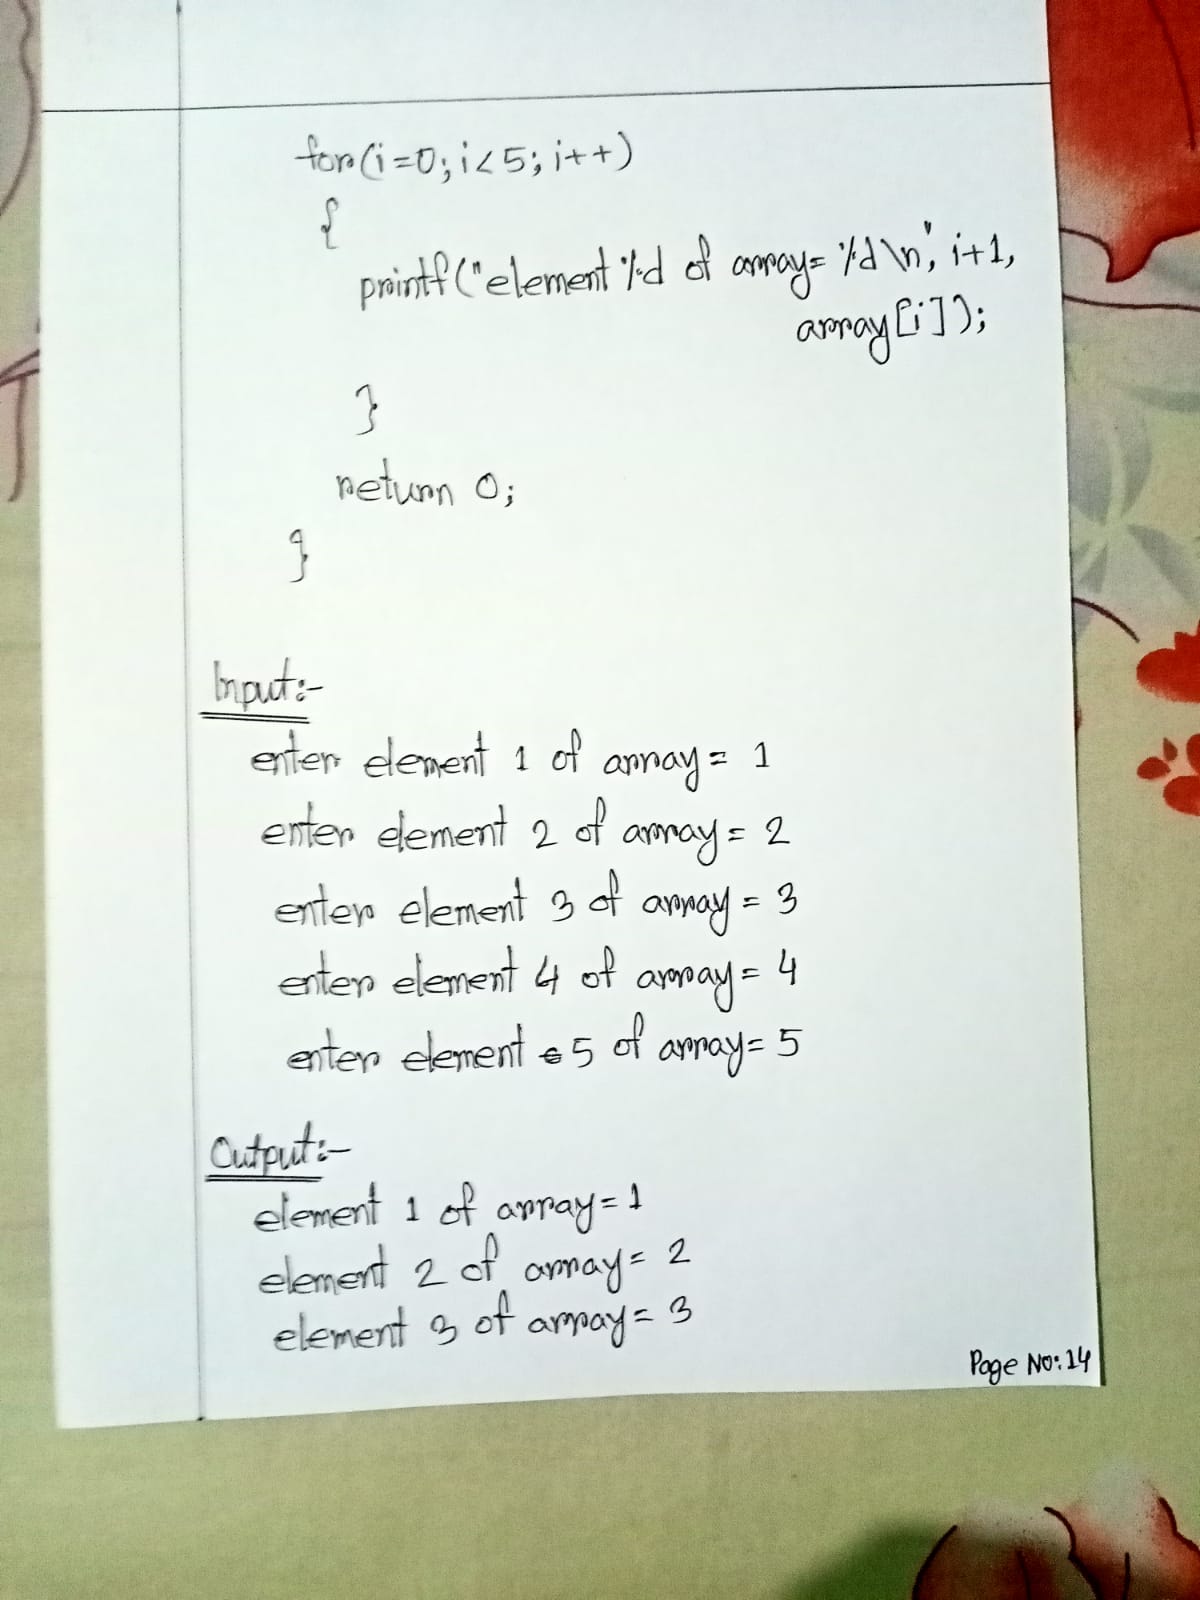 for(i=0; i<5; i++)
{
printf("element %d of array= %d\n", i+1,
array[i]);
}
return 0;
}
Input:-
enter element 1 of array= 1
enter element 2 of array= 2
enter element 3 of array = 3
enter element 4 of array= 4
enter element 5 of array= 5
Output:-
element 1 of array= 1
element 2 of array= 2
element 3 of array= 3
Page No: 14